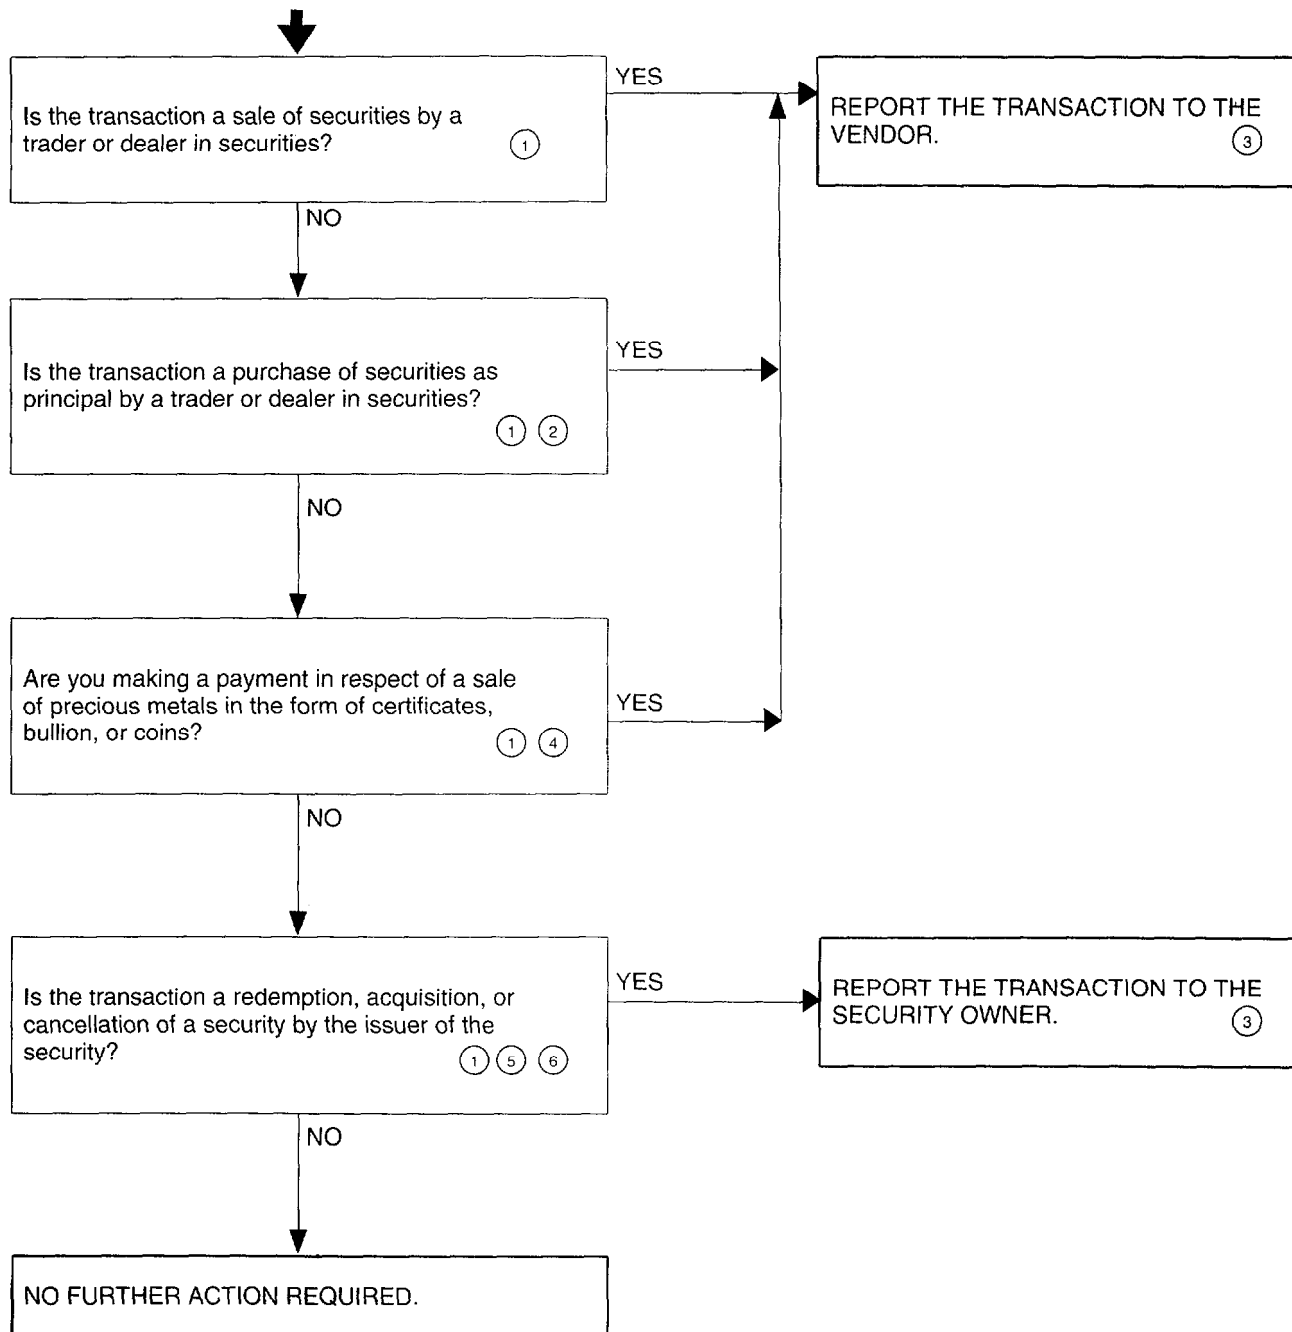 YES
Is the transaction a sale of securities by a
trader or dealer in securities?
①
REPORT THE TRANSACTION TO THE
VENDOR.
③
NO
YES
Is the transaction a purchase of securities as
principal by a trader or dealer in securities?
① ②
NO
Are you making a payment in respect of a sale
of precious metals in the form of certificates,
bullion, or coins?
① ④
YES
NO
Is the transaction a redemption, acquisition, or
cancellation of a security by the issuer of the
security?
① ⑤ ⑥
YES
REPORT THE TRANSACTION TO THE
SECURITY OWNER.
③
NO
NO FURTHER ACTION REQUIRED.